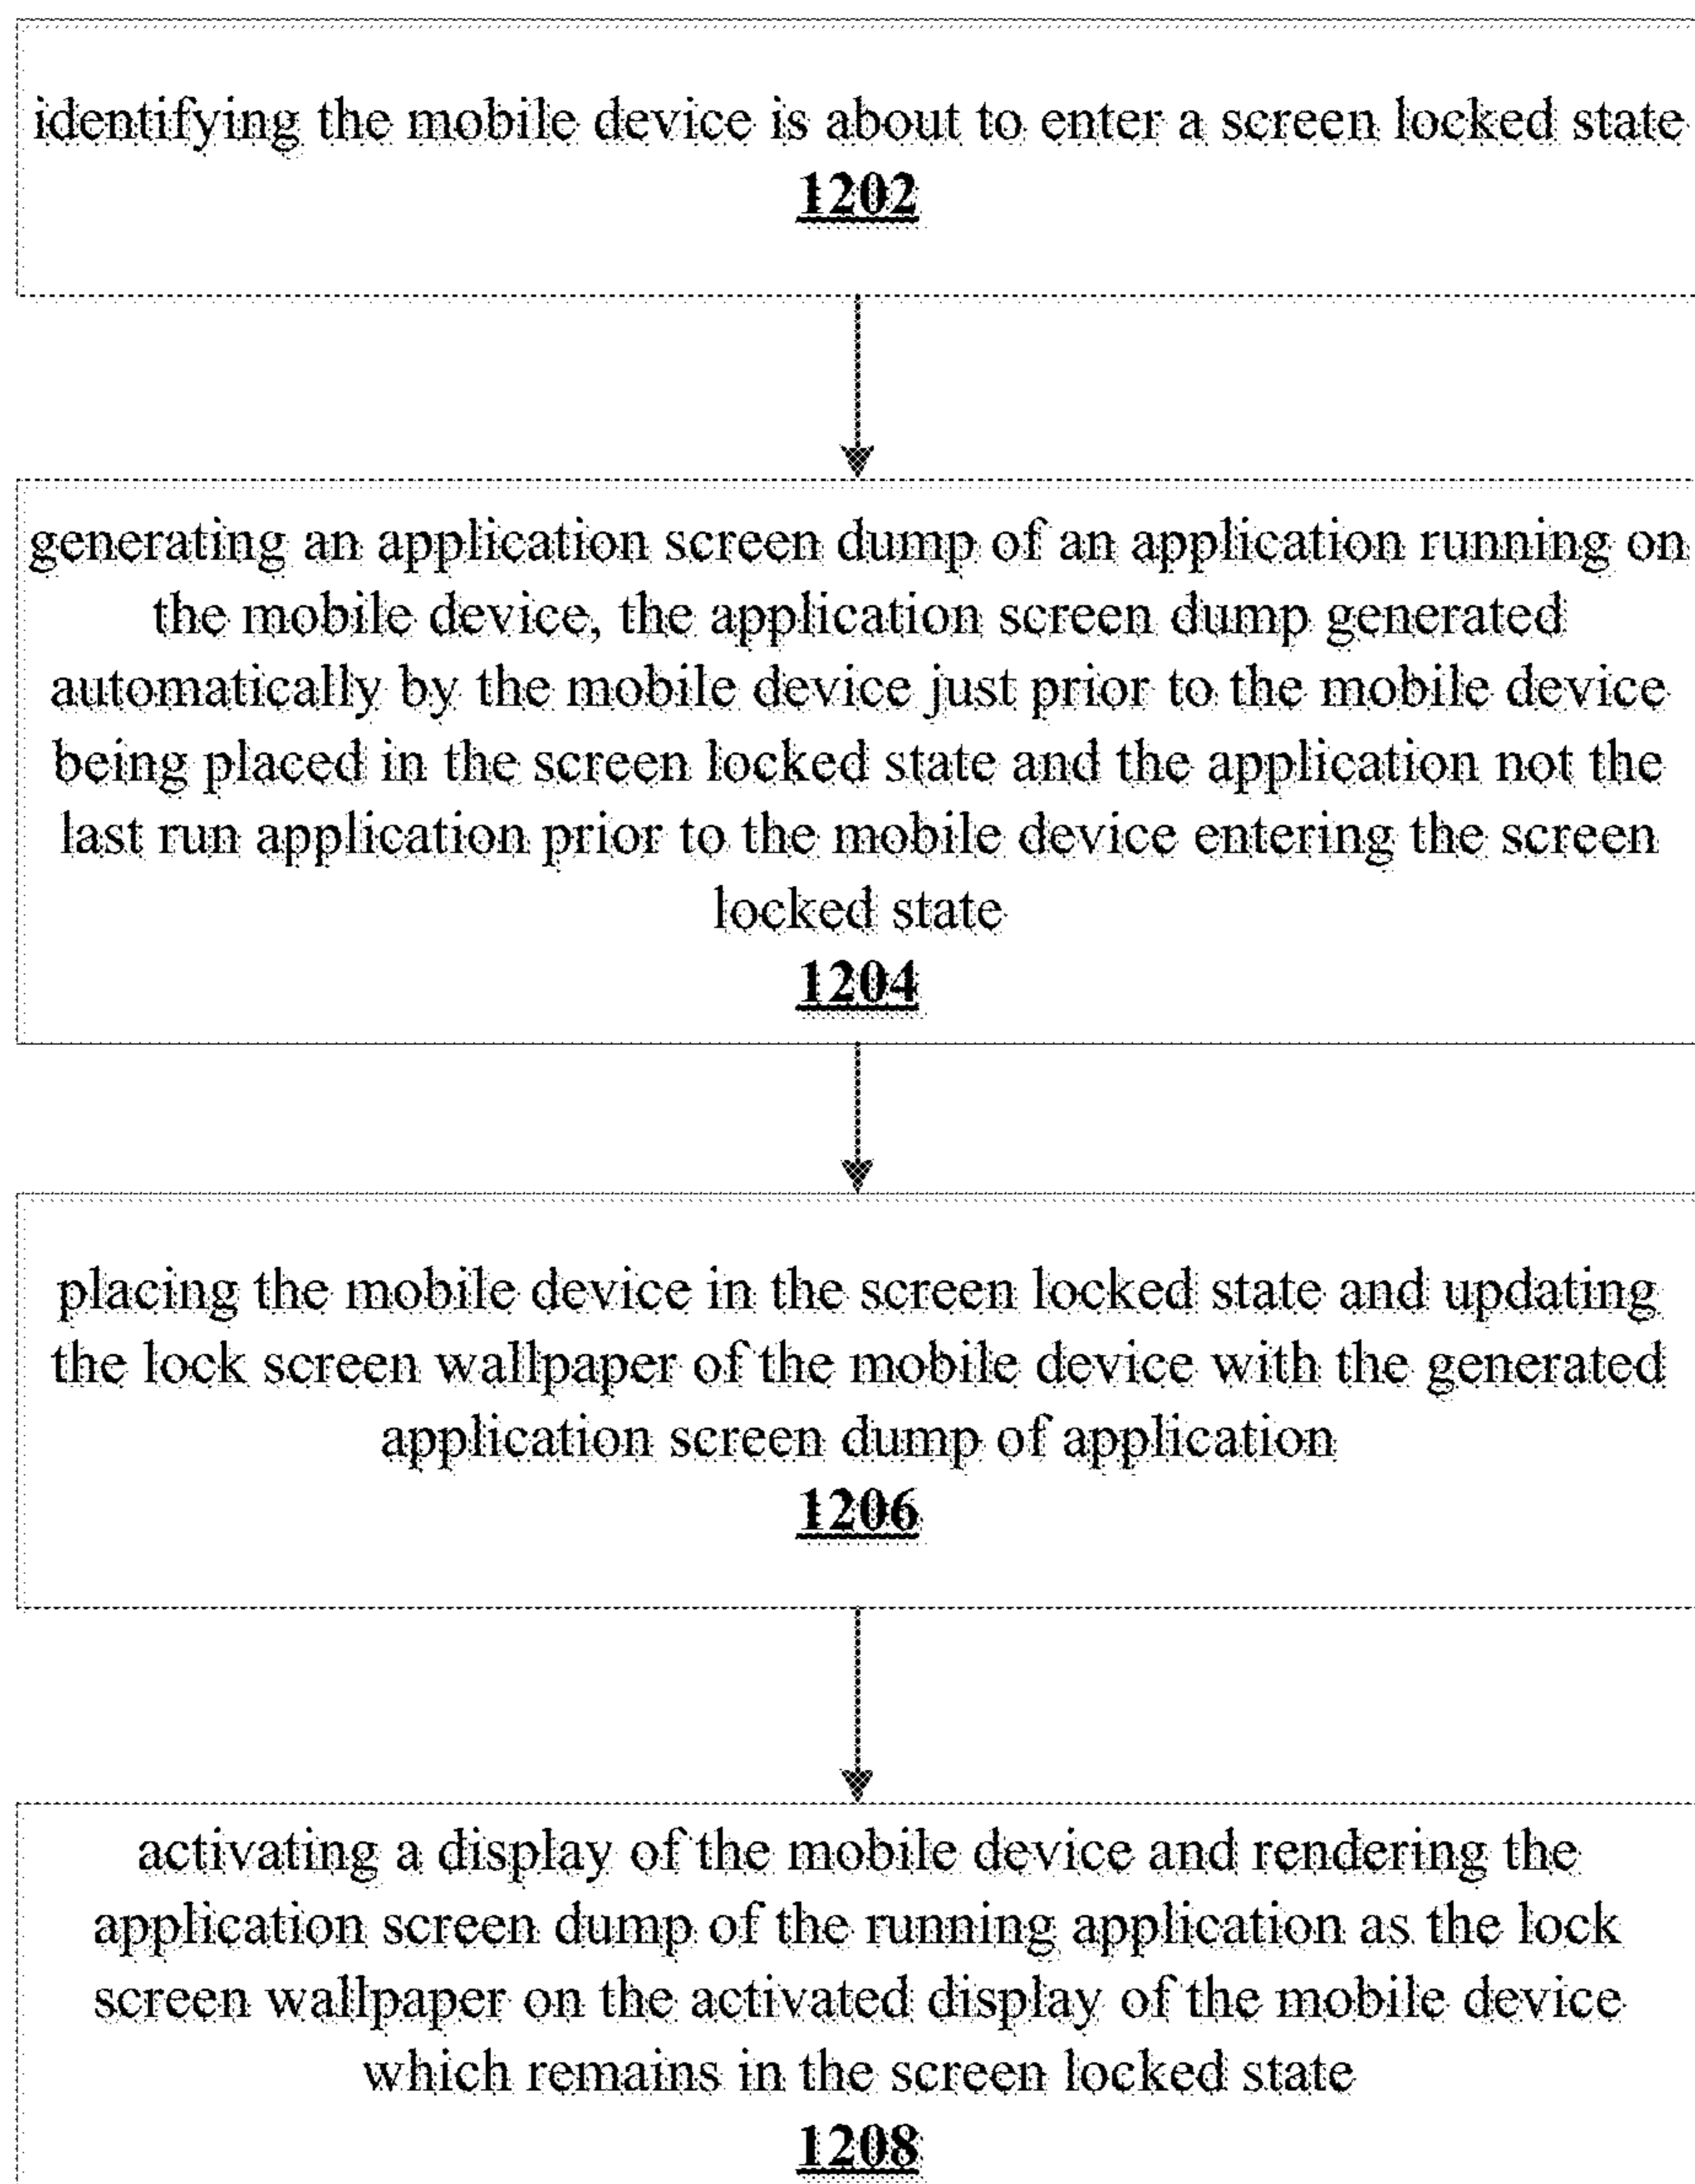 identifying the mobile device is about to enter a screen locked state
1202
generating an application screen dump of an application running on
the mobile device, the application screen dump generated
automatically by the mobile device just prior to the mobile device
being placed in the screen locked state and the application not the
last run application prior to the mobile device entering the screen
locked state
1204
placing the mobile device in the screen locked state and updating
the lock screen wallpaper of the mobile device with the generated
application screen dump of application
1206
activating a display of the mobile device and rendering the
application screen dump of the running application as the lock
screen wallpaper on the activated display of the mobile device
which remains in the screen locked state
1208